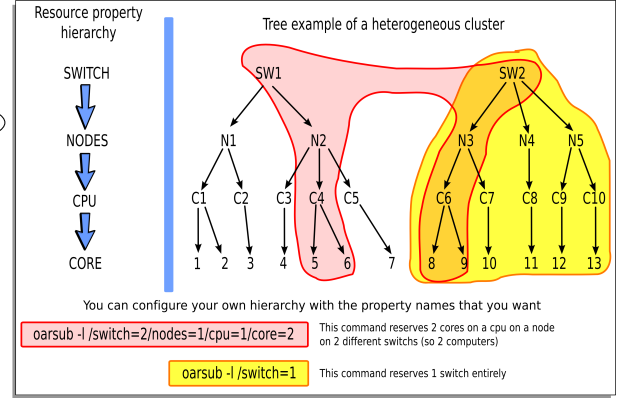 Resource property
hierarchy
Tree example of a heterogeneous cluster
SWITCH
SW1
SW2
NODES
N1
N2
N3
N4
N5
CPU
C1
C2
C3
C4
C5
C6
C7
C8
C9
C10
CORE
1
2
3
4
5
6
7
8
9
10
11
12
13
You can configure your own hierarchy with the property names that you want
oarsub -l /switch=2/nodes=1/cpu=1/core=2
This command reserves 2 cores on a cpu on a node
on 2 different switchs (so 2 computers)
oarsub -l /switch=1
This command reserves 1 switch entirely